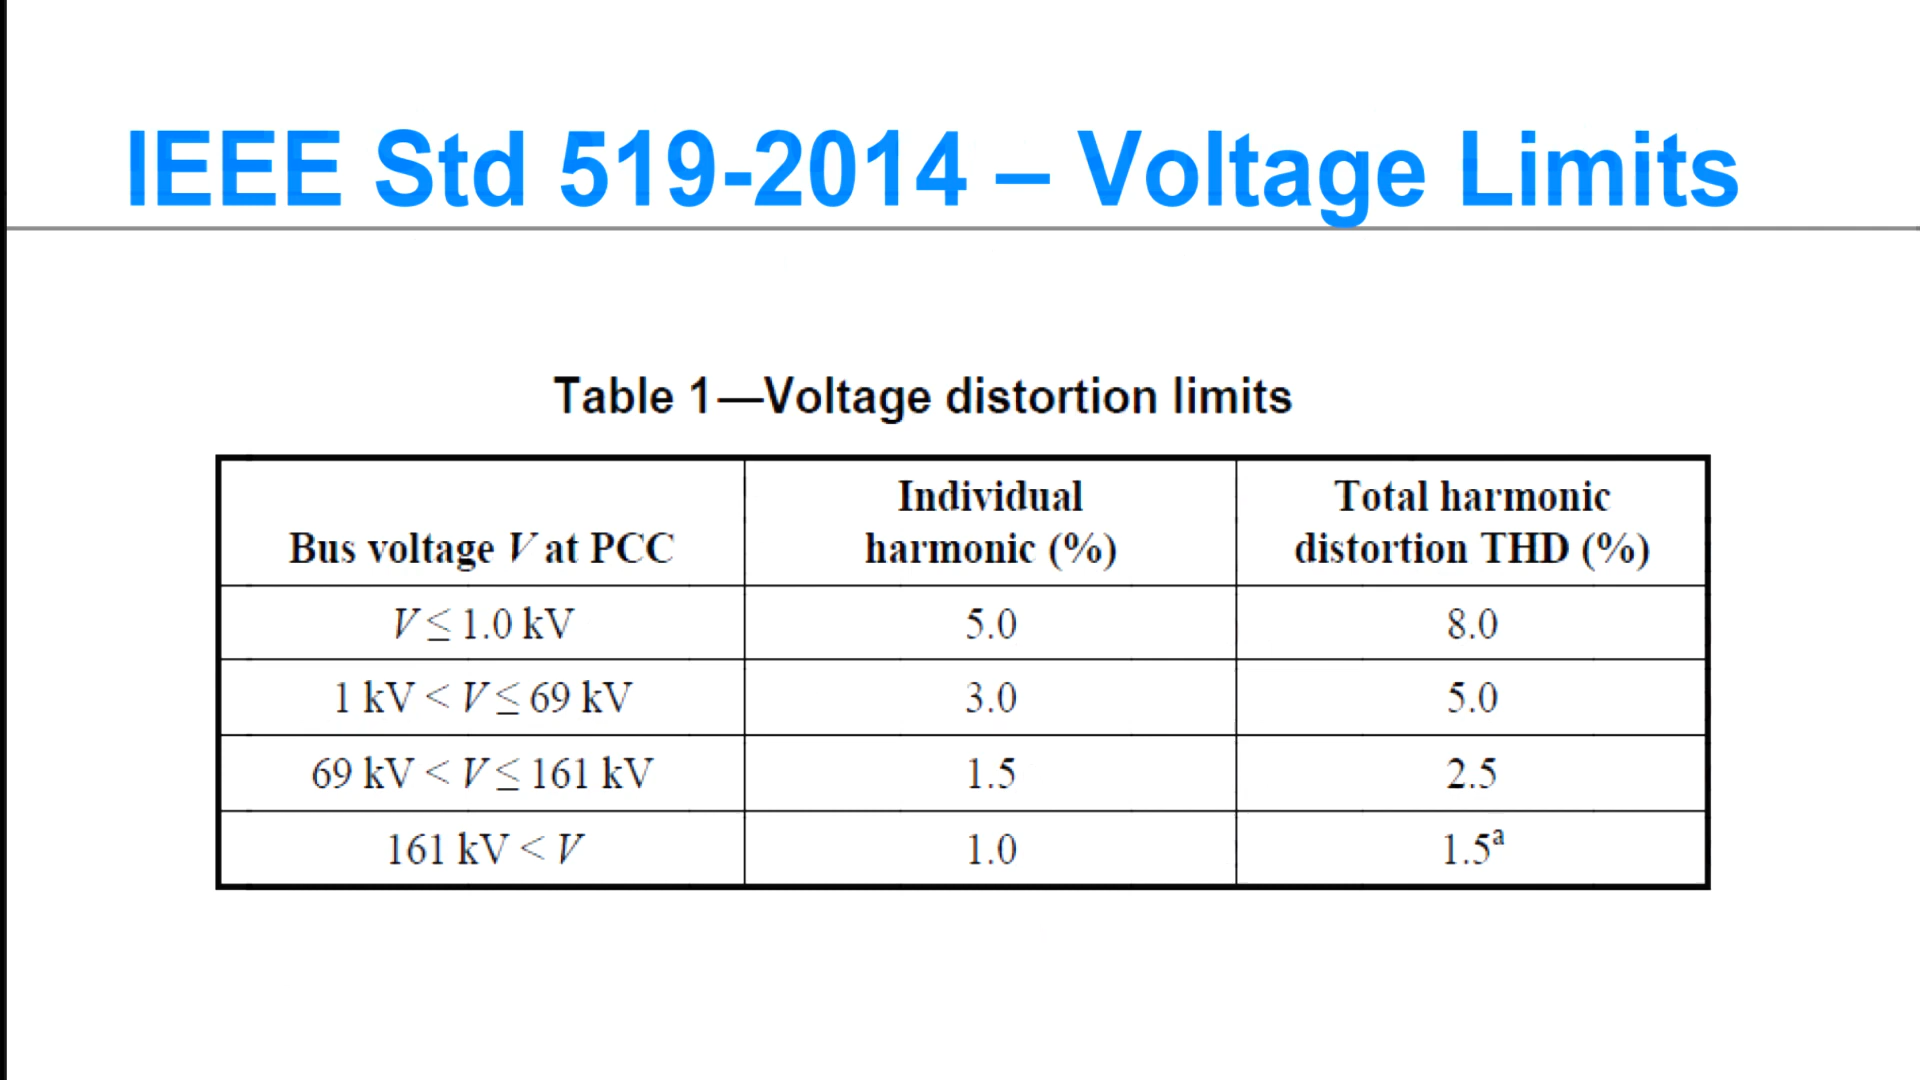 IEEE Std 519-2014 – Voltage Limits
Table 1—Voltage distortion limits
Bus voltage V at PCC
Individual
harmonic (%)
Total harmonic
distortion THD (%)
V ≤ 1.0 kV
5.0
8.0
1 kV < V ≤ 69 kV
3.0
5.0
69 kV < V ≤ 161 kV
1.5
2.5
161 kV < V
1.0
1.5ᵃ